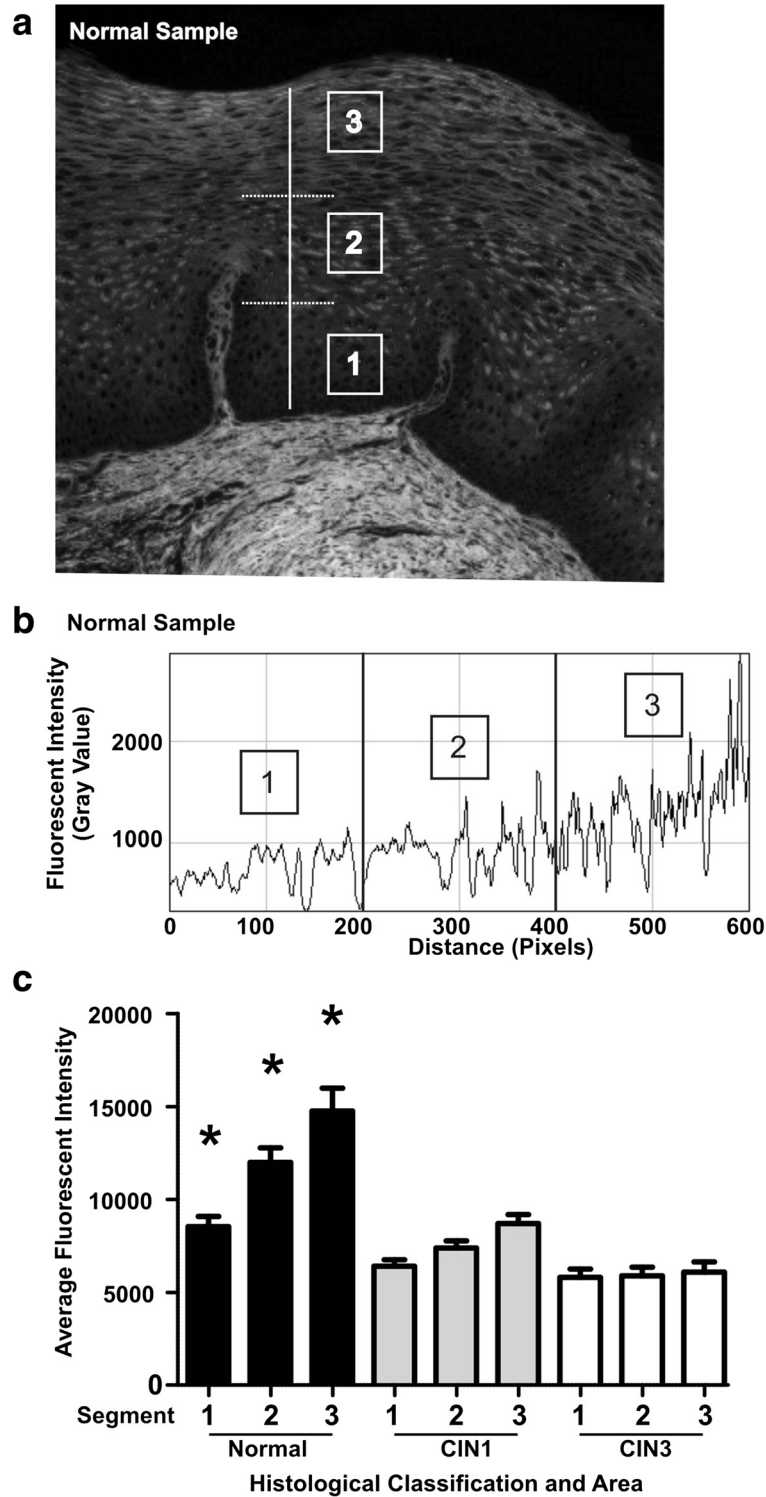 a
Normal Sample
3
2
1
b Normal Sample
Fluorescent Intensity
(Gray Value)
2000
1000
1
2
3
0 100 200 300 400 500 600
Distance (Pixels)
c
Average Fluorescent Intensity
20000
15000
10000
5000
0
* * *
Segment 1 2 3 1 2 3 1 2 3
Normal CIN1 CIN3
Histological Classification and Area